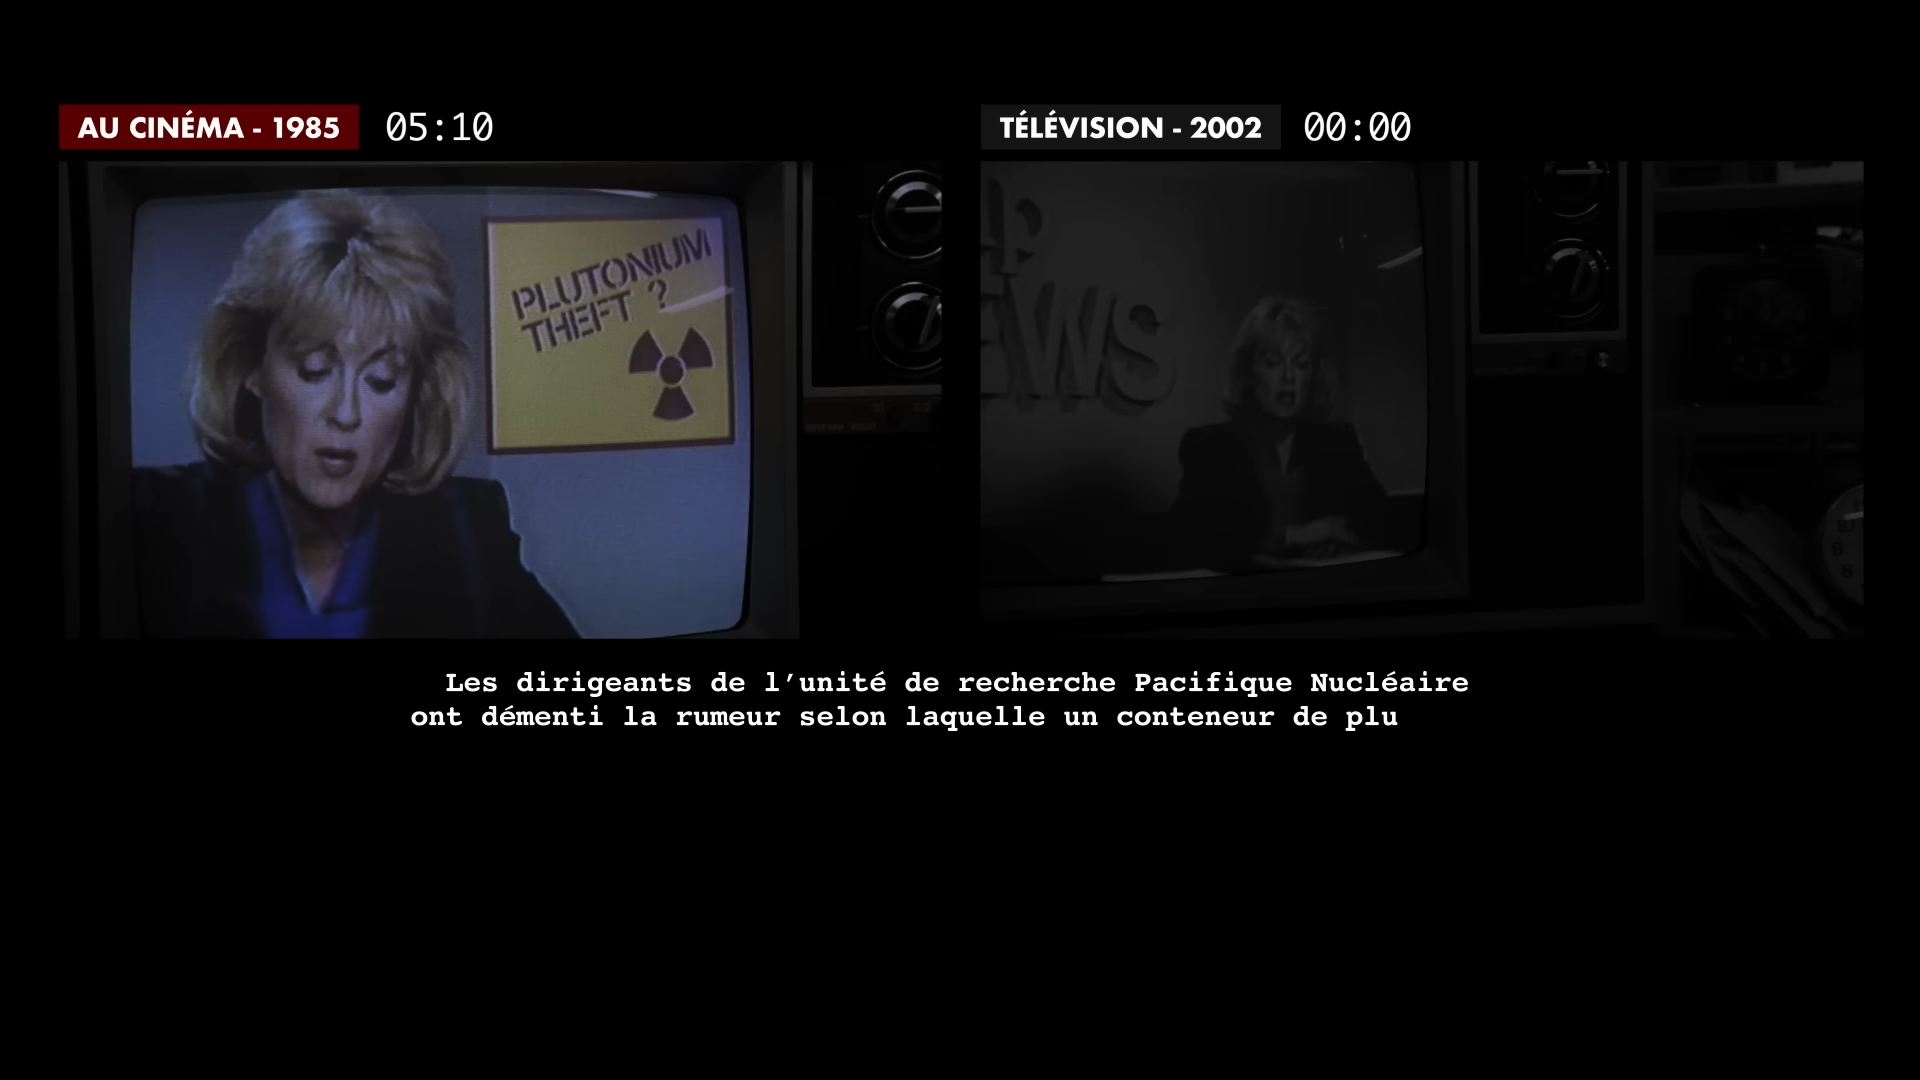 AU CINÉMA - 1985 05:10
TÉLÉVISION - 2002 00:00
PLUTONIUM
THEFT ?
EWS
Les dirigeants de l’unité de recherche Pacifique Nucléaire
ont démenti la rumeur selon laquelle un conteneur de plu